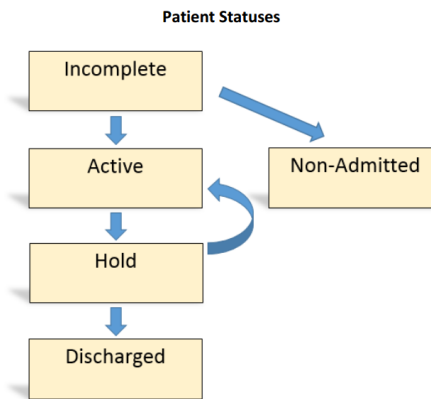 Patient Statuses
Incomplete
Active
Non-Admitted
Hold
Discharged